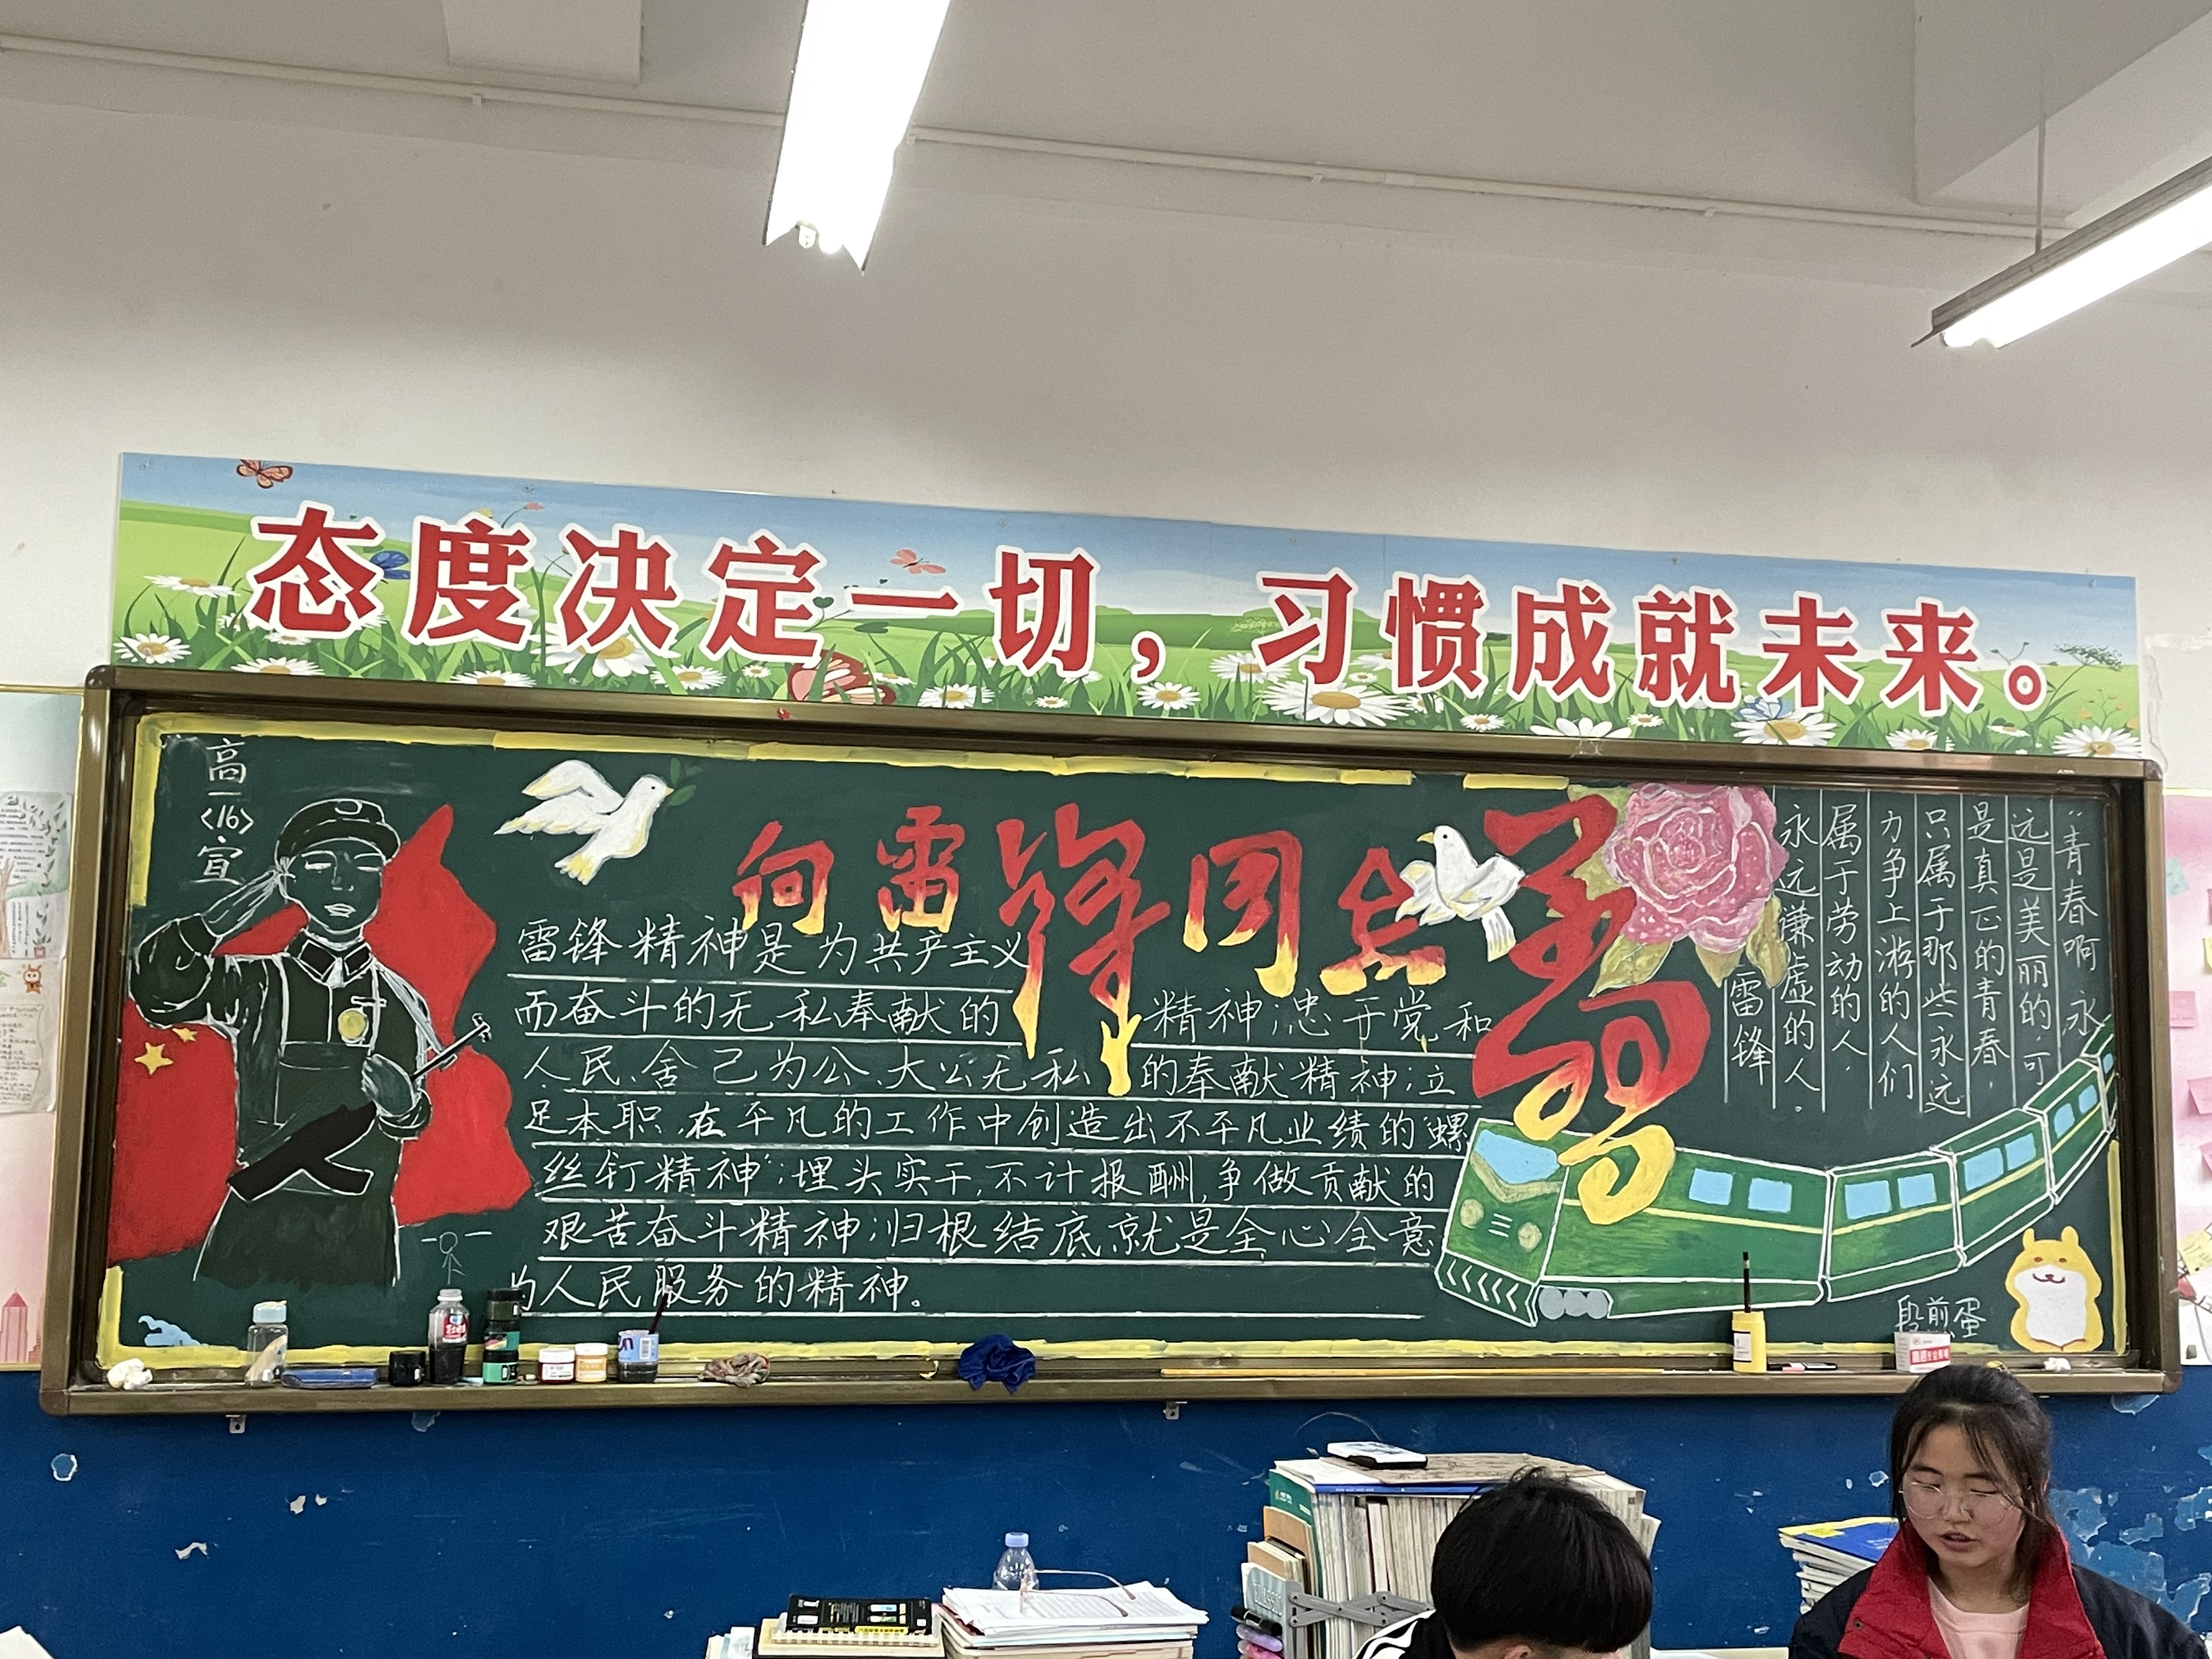 态度决定一切，习惯成就未来。
高一<16>宣
向雷锋同志学习
雷锋精神是为共产主义
而奋斗的无私奉献的精神；忠于党和
人民、舍己为公、大公无私的奉献精神；立
足本职，在平凡的工作中创造出不平凡业绩的“螺
丝钉精神”；埋头实干，不计报酬，争做贡献的
艰苦奋斗精神；归根结底，就是全心全意
为人民服务的精神。
“青春啊，永
远是美丽的，可
是真正的青春，
只属于那些永远
力争上游的人们
属于劳动的人，
永远谦虚的人。
雷锋
段煎蛋